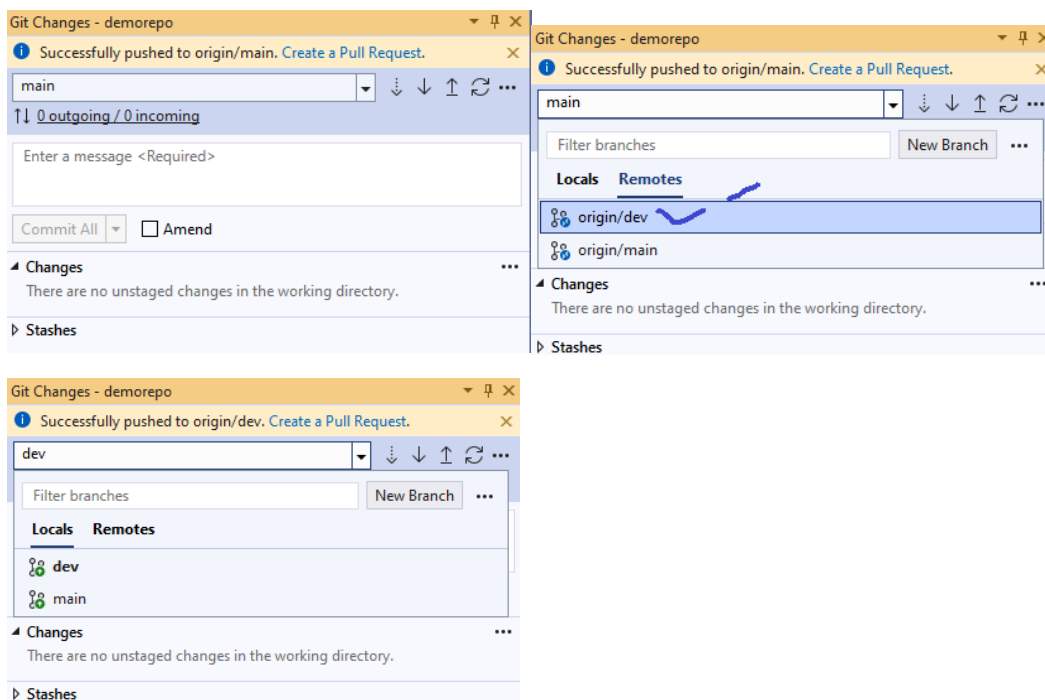 Git Changes - demorepo
Successfully pushed to origin/main. Create a Pull Request.
main
0 outgoing / 0 incoming
Enter a message <Required>
Commit All
Amend
Changes
There are no unstaged changes in the working directory.
Stashes
Git Changes - demorepo
Successfully pushed to origin/main. Create a Pull Request.
main
Filter branches
New Branch
Locals Remotes
origin/dev
origin/main
Changes
There are no unstaged changes in the working directory.
Stashes
Git Changes - demorepo
Successfully pushed to origin/dev. Create a Pull Request.
dev
Filter branches
New Branch
Locals Remotes
dev
main
Changes
There are no unstaged changes in the working directory.
Stashes